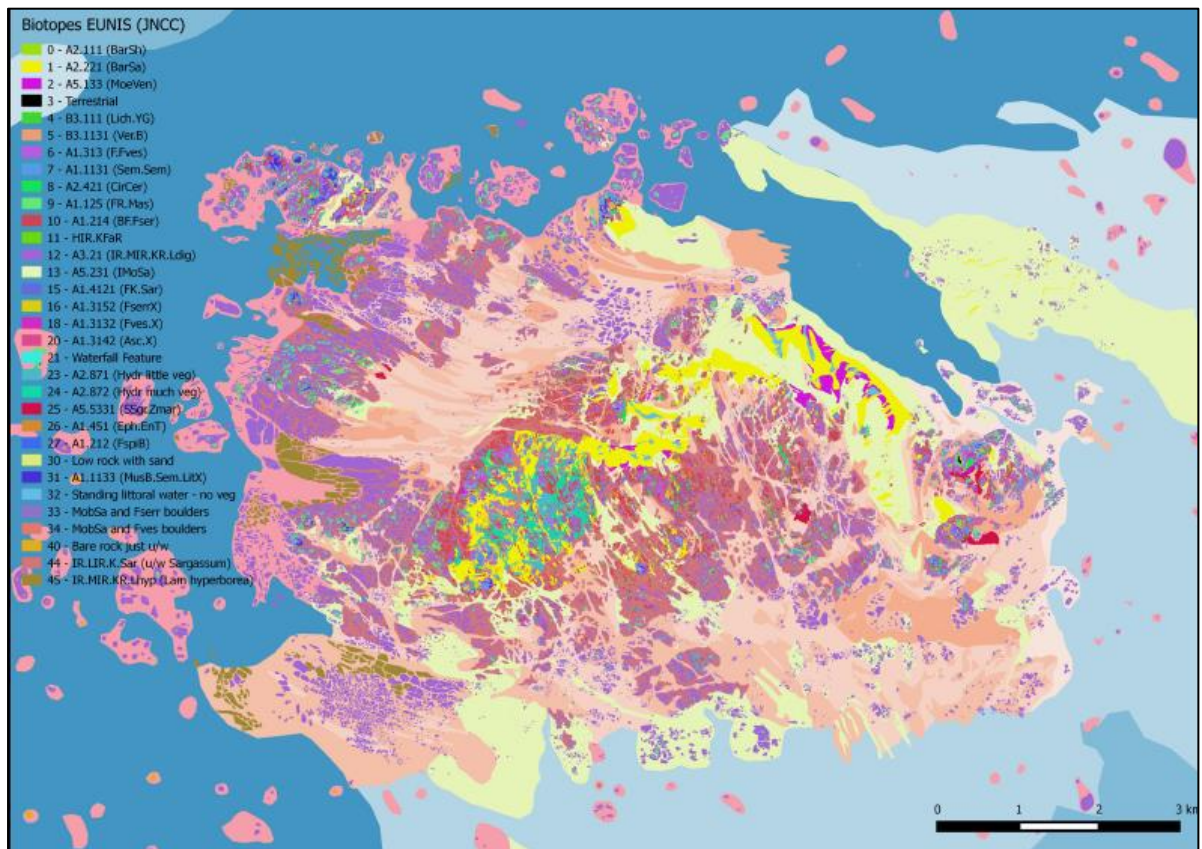 Biotopes EUNIS (JNCC)
0 - A2.111 (BarSh)
1 - A2.221 (BarSa)
2 - A5.133 (MoeVen)
3 - Terrestrial
4 - B3.111 (Lich.YG)
5 - B3.1131 (Ver.B)
6 - A1.313 (F.Fves)
7 - A1.1131 (Sem.Sem)
8 - A2.421 (CirCer)
9 - A1.125 (FR.Mas)
10 - A1.214 (BF.Fser)
11 - HIR.KFaR
12 - A3.21 (IR.MIR.KR.Ldig)
13 - A5.231 (IMoSa)
15 - A1.4121 (FK.Sar)
16 - A1.3152 (FserrX)
18 - A1.3132 (Fves.X)
20 - A1.3142 (Asc.X)
21 - Waterfall Feature
23 - A2.871 (Hydr little veg)
24 - A2.872 (Hydr much veg)
25 - A5.5331 (SSgr.Zmar)
26 - A1.451 (Eph.EnT)
27 - A1.212 (FspiB)
30 - Low rock with sand
31 - A1.1133 (MusB.Sem.LitX)
32 - Standing littoral water - no veg
33 - MobSa and Fserr boulders
34 - MobSa and Fves boulders
40 - Bare rock just u/w
44 - IR.LIR.K.Sar (u/w Sargassum)
45 - IR.MIR.KR.Lhyp (Lam hyperborea)
0 1 2 3 km